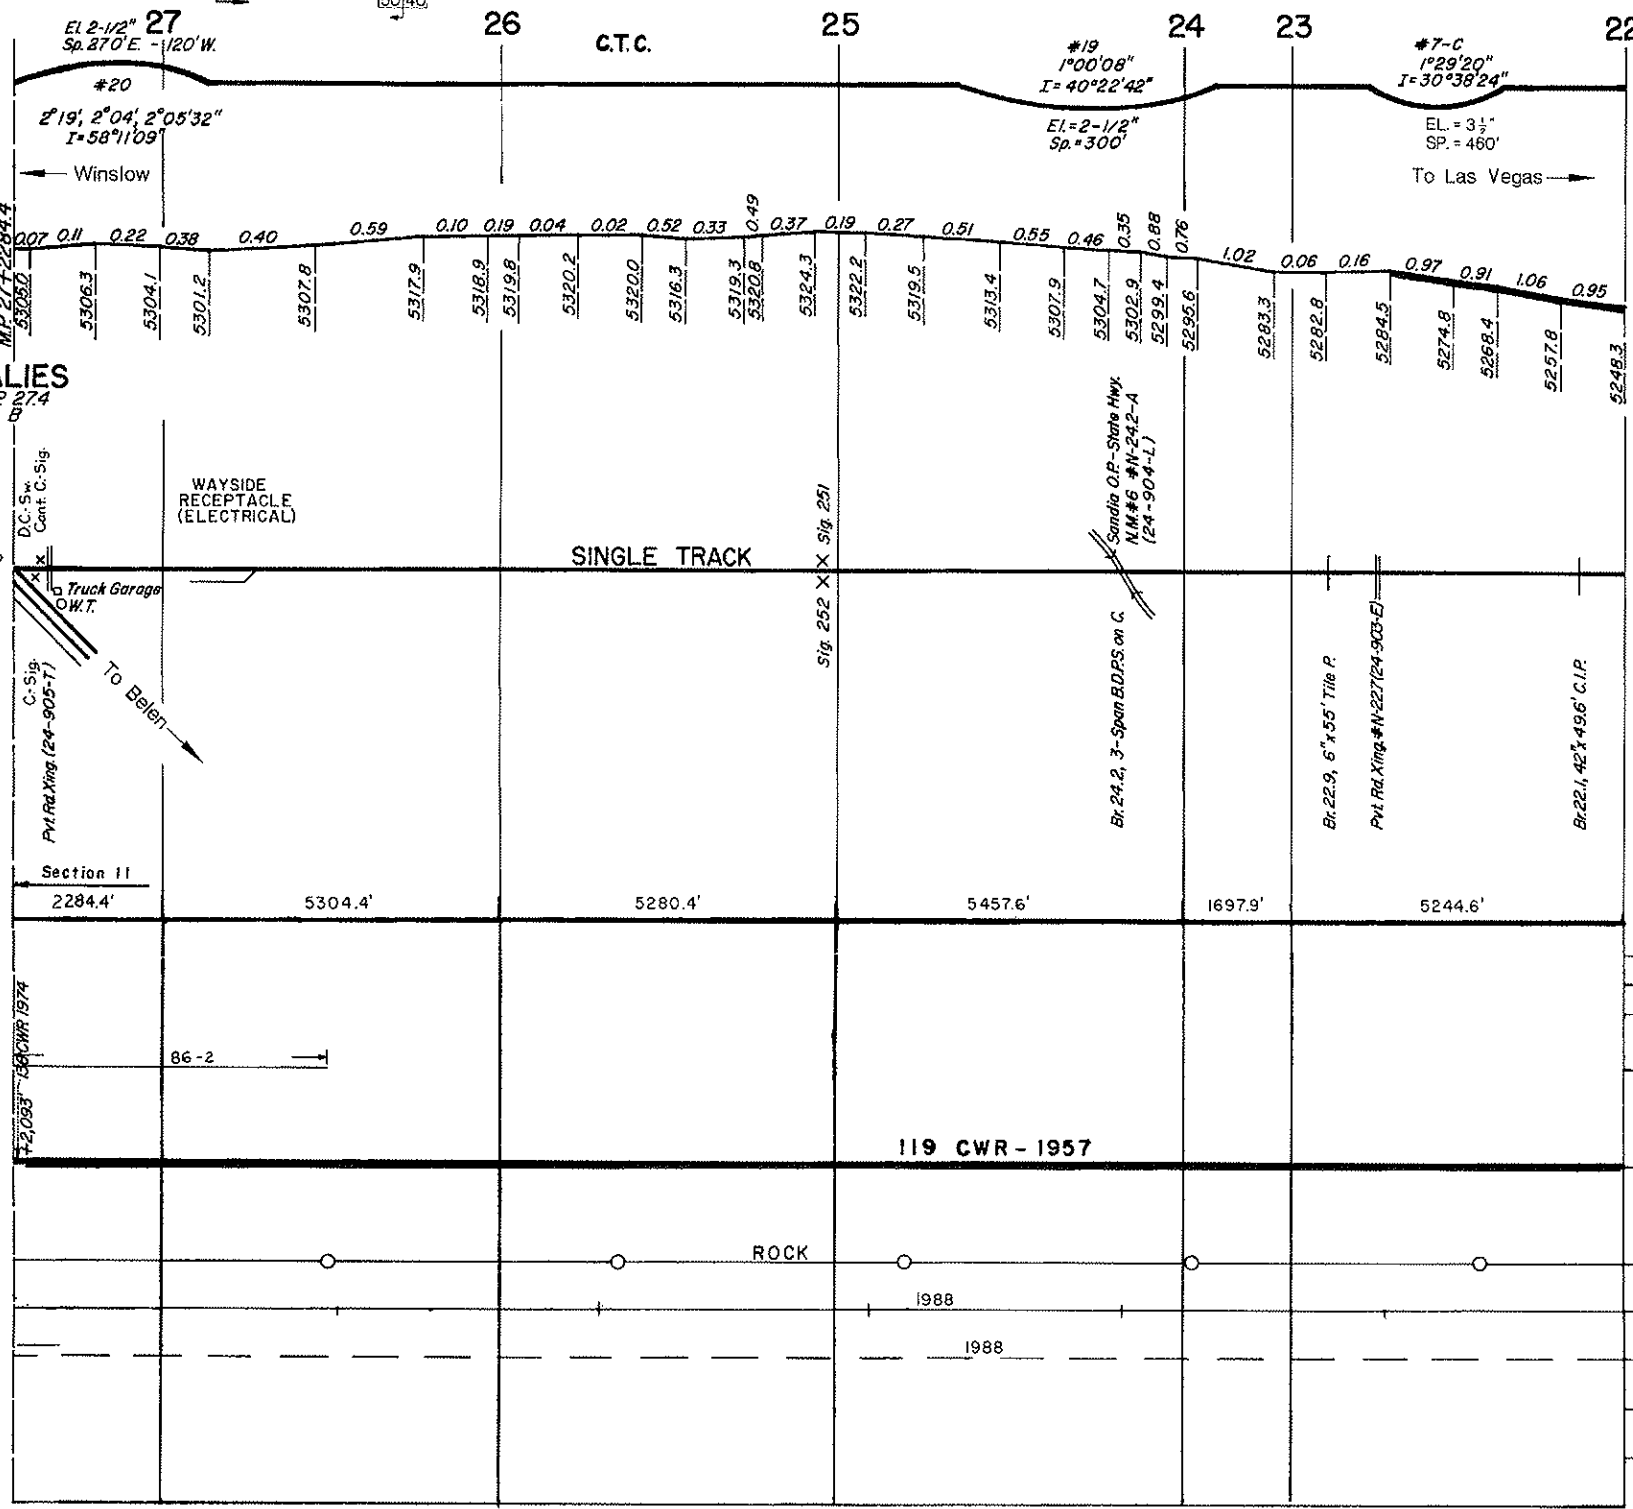 27 26 25 24 23 22
El. 2-1/2"
Sp. 270'E. - 120'W.
#20
2°19', 2°04', 2°05'32"
I=58°11'09"
C.T.C.
#19
1°00'08"
I= 40°22'42"
El.=2-1/2"
Sp.=300'
#7-C
1°29'20"
I=30°38'24"
EL. = 3½"
SP. = 460'
Winslow
To Las Vegas
M.P. 27+2284.4
0.07 0.11 0.22 0.38 0.40 0.59 0.10 0.19 0.04 0.02 0.52 0.33 0.49 0.37 0.19 0.27 0.51 0.55 0.46 0.35 0.88 0.76 1.02 0.06 0.16 0.97 0.91 1.06 0.95
5305.0 5306.3 5304.1 5301.2 5307.8 5317.9 5318.9 5319.8 5320.2 5320.0 5316.3 5319.3 5320.8 5324.3 5322.2 5319.5 5313.4 5307.9 5304.7 5302.9 5299.4 5295.6 5283.3 5282.8 5284.5 5274.8 5268.4 5257.8 5248.3
ALIES
27.4
B
D.C.-Sw.
Cont. C.-Sig.
WAYSIDE
RECEPTACLE
(ELECTRICAL)
Sig. 251
Sandia O.P.-State Hwy.
N.M.#6 #N-24.2-A
(24-904-L)
SINGLE TRACK
Truck Garage
W.T.
C.-Sig.
Pvt. Rd. Xing. (24-905-T)
To Belen
Sig. 252
Br. 24.2, 3-Span B.D.P.S. on C.
Br. 22.9, 6"x55' Tile P.
Pvt. Rd. Xing. #N-22.7 (24-903-E)
Br. 22.1, 42"x49.6' C.I.P.
Section 11
2284.4' 5304.4' 5280.4' 5457.6' 1697.9' 5244.6'
+2,093' 136 CWR 1974
86-2
119 CWR - 1957
ROCK
1988
1988